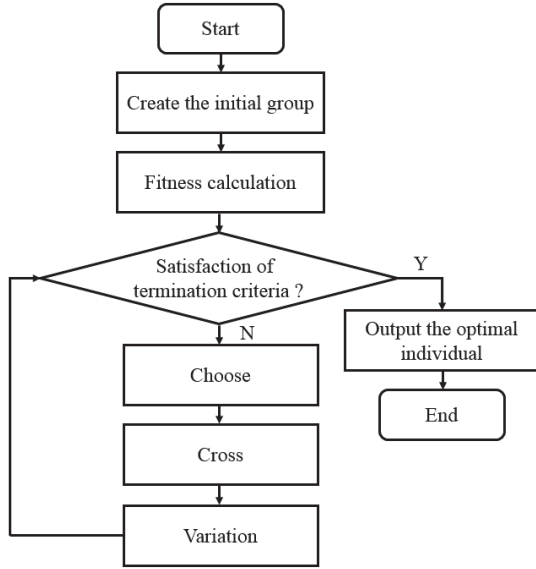 Start
Create the initial group
Fitness calculation
Satisfaction of
termination criteria ?
Y
N
Output the optimal
individual
Choose
End
Cross
Variation